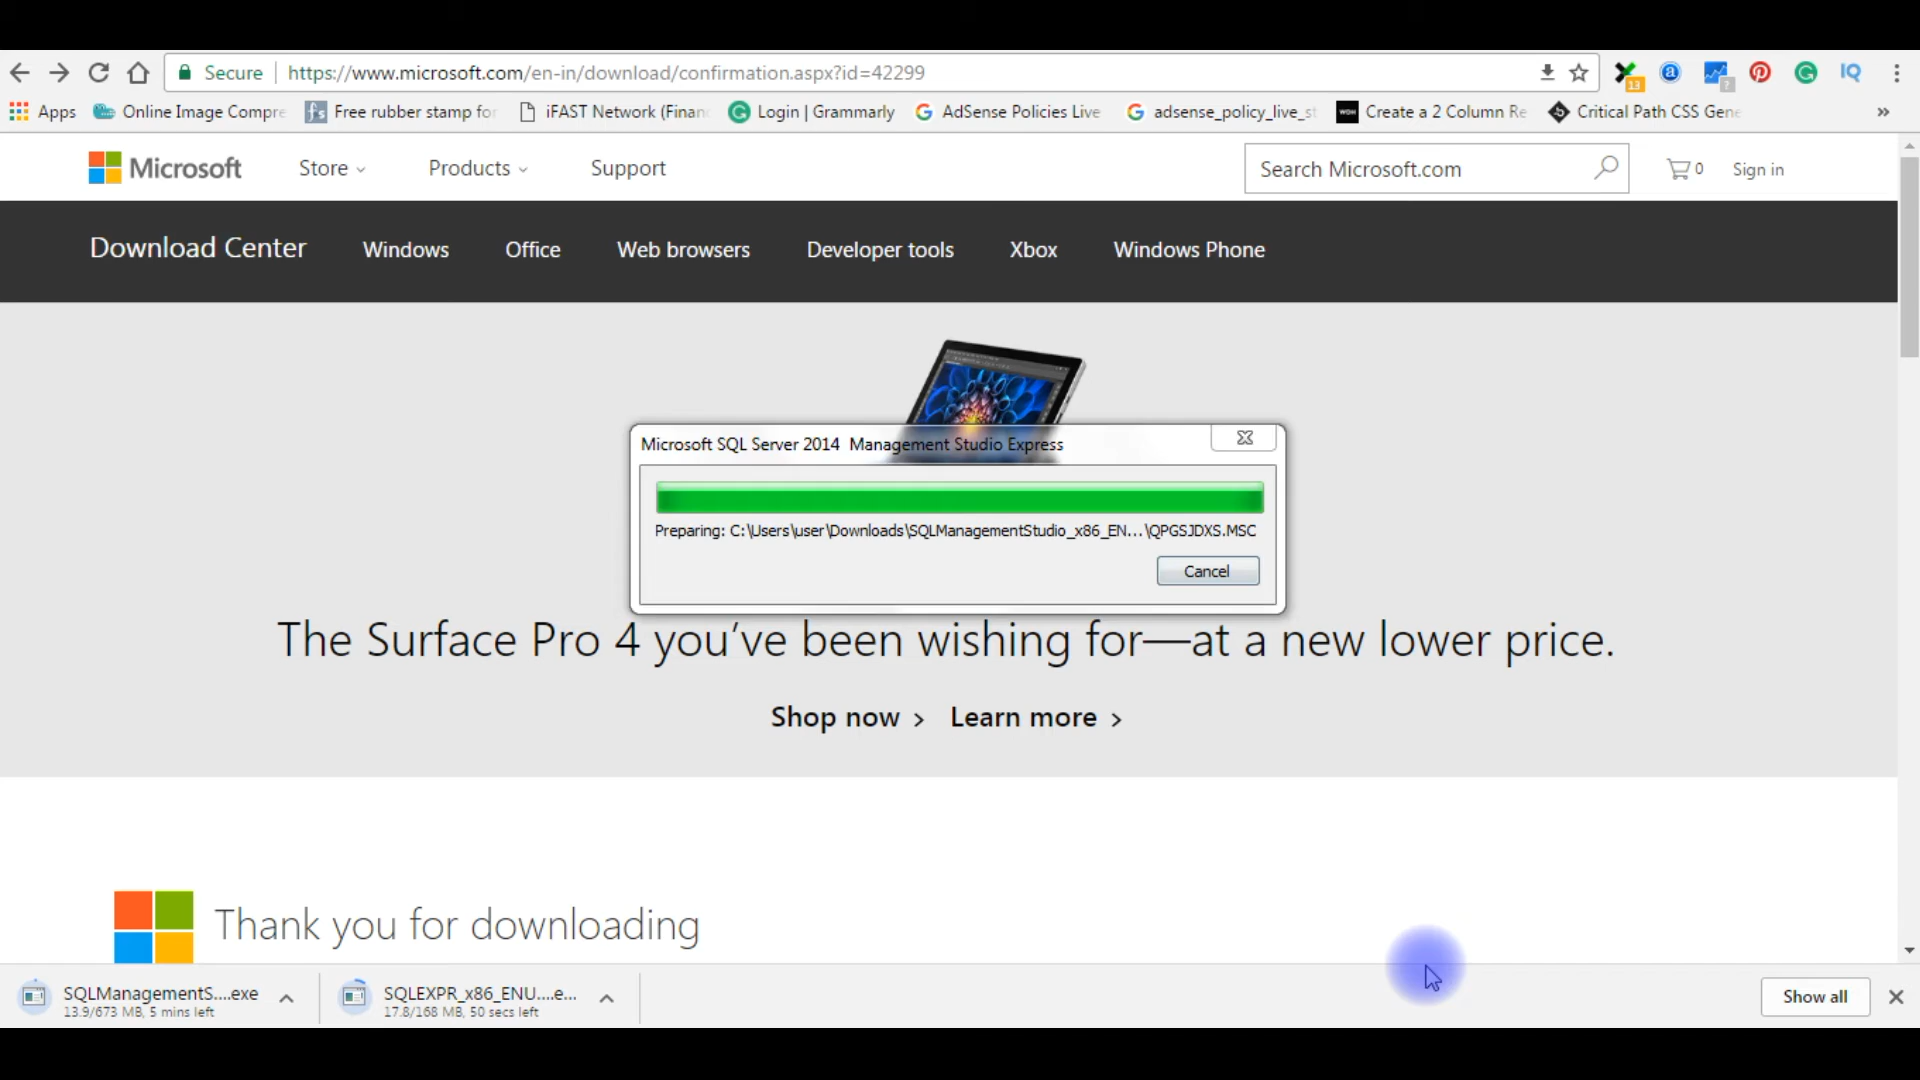 Secure https://www.microsoft.com/en-in/download/confirmation.aspx?id=42299 13 a ? G IQ
Apps Online Image Compre fs Free rubber stamp for iFAST Network (Finan G Login | Grammarly G AdSense Policies Live G adsense_policy_live_st WOW Create a 2 Column Re Critical Path CSS Gene »
Microsoft Store Products Support Search Microsoft.com 0 Sign in
Download Center Windows Office Web browsers Developer tools Xbox Windows Phone
Microsoft SQL Server 2014 Management Studio Express
Preparing: C:\Users\user\Downloads\SQLManagementStudio_x86_EN...\QPGSJDXS.MSC
Cancel
The Surface Pro 4 you've been wishing for—at a new lower price.
Shop now > Learn more >
Thank you for downloading
SQLManagementS....exe SQLEXPR_x86_ENU....e... Show all
13.9/673 MB, 5 mins left 17.8/168 MB, 50 secs left